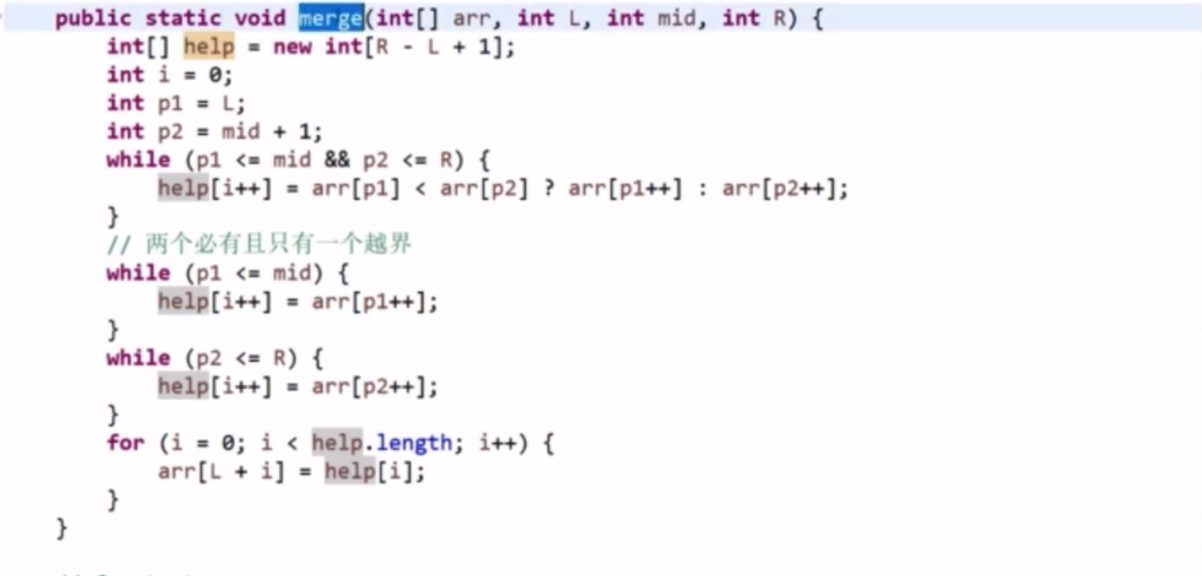 public static void merge(int[] arr, int L, int mid, int R) {
int[] help = new int[R - L + 1];
int i = 0;
int p1 = L;
int p2 = mid + 1;
while (p1 <= mid && p2 <= R) {
help[i++] = arr[p1] < arr[p2] ? arr[p1++] : arr[p2++];
}
// 两个必有且只有一个越界
while (p1 <= mid) {
help[i++] = arr[p1++];
}
while (p2 <= R) {
help[i++] = arr[p2++];
}
for (i = 0; i < help.length; i++) {
arr[L + i] = help[i];
}
}